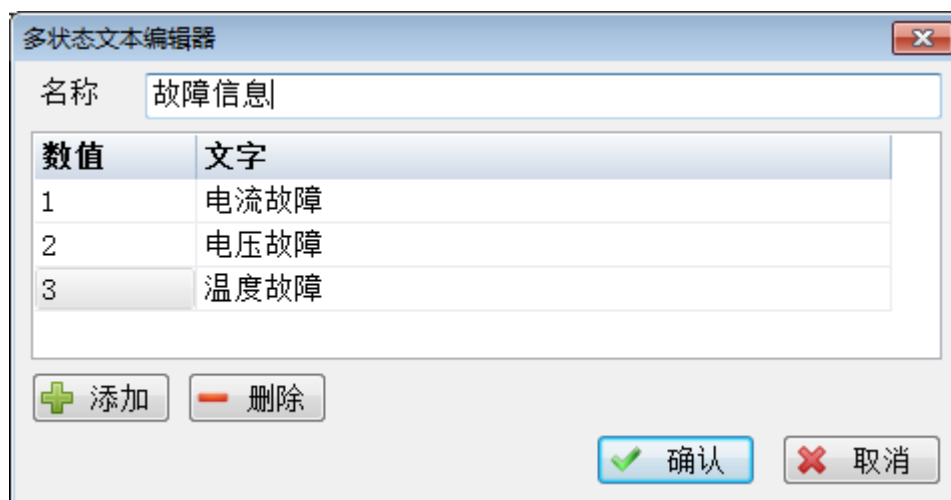 多状态文本编辑器
名称 故障信息
数值 文字
1 电流故障
2 电压故障
3 温度故障
添加 删除
确认 取消